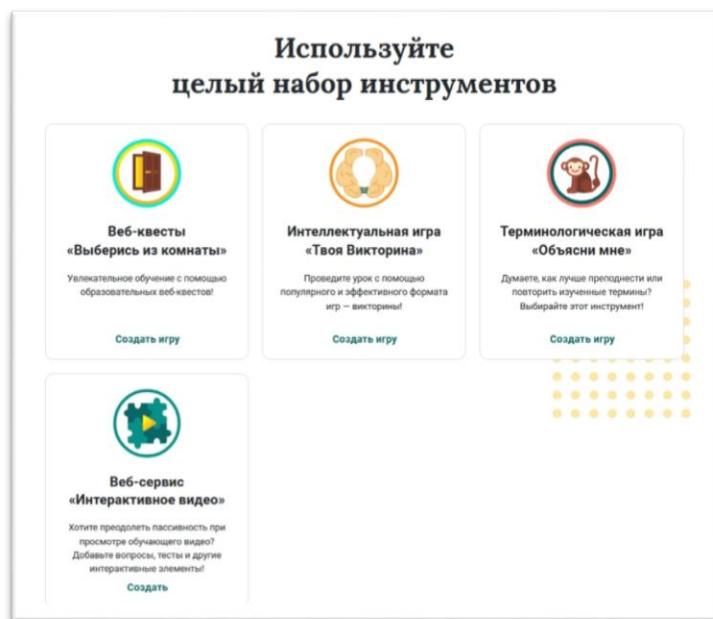 Используйте
целый набор инструментов
Веб-квесты
«Выберись из комнаты»
Увлекательное обучение с помощью
образовательных веб-квестов!
Создать игру
Интеллектуальная игра
«Твоя Викторина»
Проведите урок с помощью
популярного и эффективного формата
игр — викторины!
Создать игру
Терминологическая игра
«Объясни мне»
Думаете, как лучше преподнести или
повторить изученные термины?
Выбирайте этот инструмент!
Создать игру
Веб-сервис
«Интерактивное видео»
Хотите преодолеть пассивность при
просмотре обучающего видео?
Добавьте вопросы, тесты и другие
интерактивные элементы!
Создать